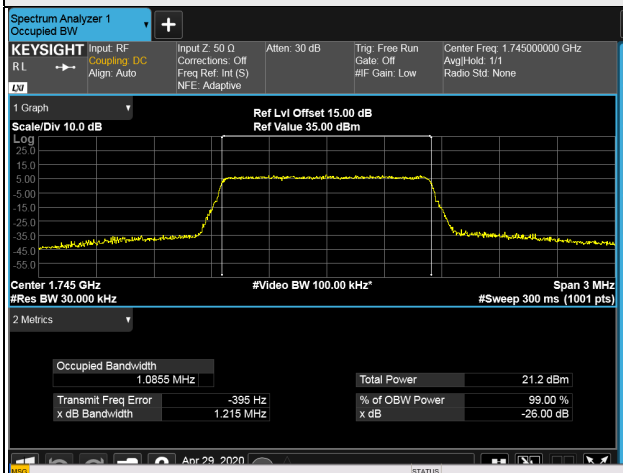 Spectrum Analyzer 1
Occupied BW
KEYSIGHT
RL
LXI
Input: RF
Coupling: DC
Align: Auto
Input Z: 50 Ω
Corrections: Off
Freq Ref: Int (S)
NFE: Adaptive
Atten: 30 dB
Trig: Free Run
Gate: Off
#IF Gain: Low
Center Freq: 1.745000000 GHz
Avg|Hold: 1/1
Radio Std: None
1 Graph
Scale/Div 10.0 dB
Ref Lvl Offset 15.00 dB
Ref Value 35.00 dBm
Log
25.0
15.0
5.00
-5.00
-15.0
-25.0
-35.0
-45.0
-55.0
Center 1.745 GHz
#Video BW 100.00 kHz*
Span 3 MHz
#Res BW 30.000 kHz
#Sweep 300 ms (1001 pts)
2 Metrics
Occupied Bandwidth
1.0855 MHz
Total Power 21.2 dBm
Transmit Freq Error -395 Hz
% of OBW Power 99.00 %
x dB Bandwidth 1.215 MHz
x dB -26.00 dB
Apr 29, 2020
MSG
STATUS